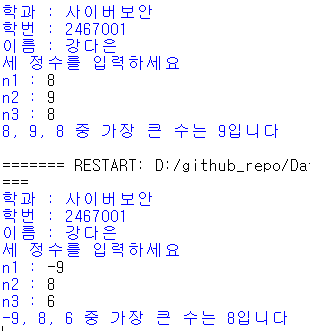 학과 : 사이버보안
학번 : 2467001
이름 : 강다은
세 정수를 입력하세요
n1 : 8
n2 : 9
n3 : 8
8, 9, 8 중 가장 큰 수는 9입니다
======= RESTART: D:/github_repo/Da
===
학과 : 사이버보안
학번 : 2467001
이름 : 강다은
세 정수를 입력하세요
n1 : -9
n2 : 8
n3 : 6
-9, 8, 6 중 가장 큰 수는 8입니다